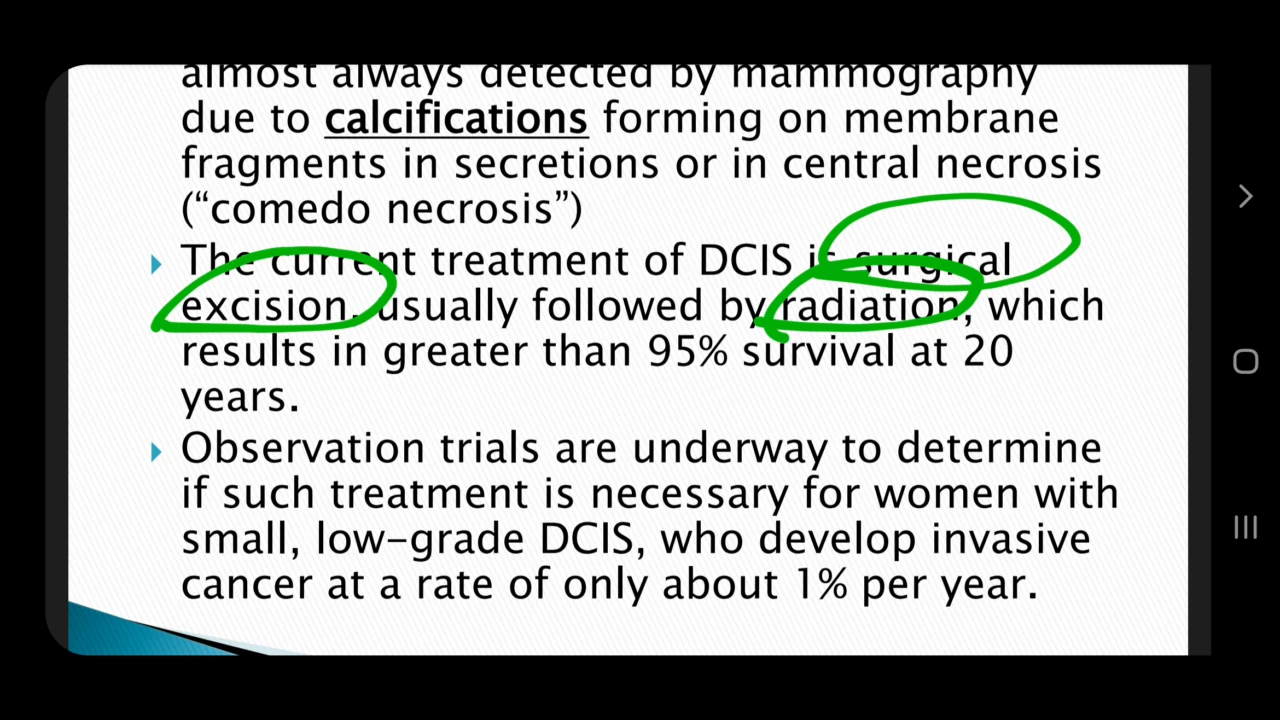 almost always detected by mammography
due to calcifications forming on membrane
fragments in secretions or in central necrosis
(“comedo necrosis”)
The current treatment of DCIS is surgical
excision, usually followed by radiation, which
results in greater than 95% survival at 20
years.
Observation trials are underway to determine
if such treatment is necessary for women with
small, low-grade DCIS, who develop invasive
cancer at a rate of only about 1% per year.